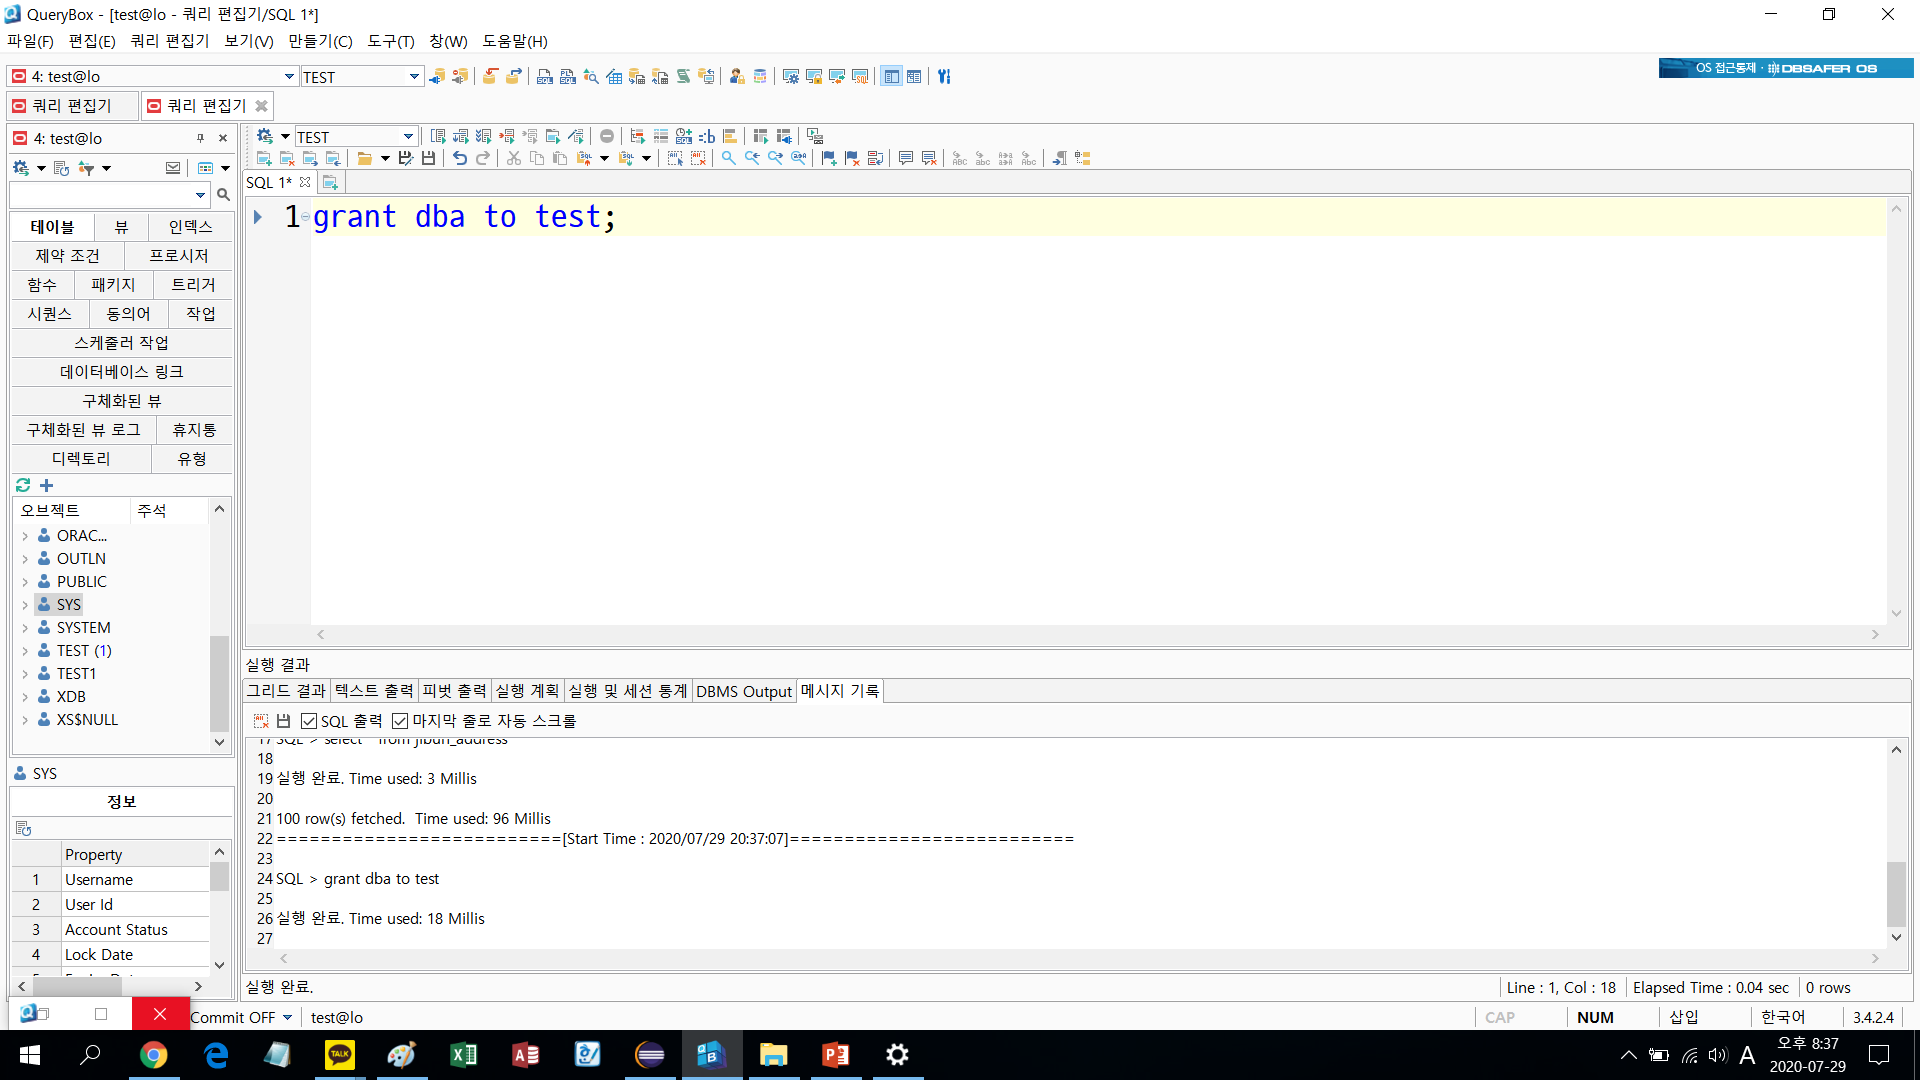 QueryBox - [test@lo - 쿼리 편집기/SQL 1*]
파일(F) 편집(E) 쿼리 편집기 보기(V) 만들기(C) 도구(T) 창(W) 도움말(H)
4: test@lo TEST
OS 접근통제 · DBSAFER OS
쿼리 편집기 쿼리 편집기
4: test@lo
TEST
SQL 1*
1 grant dba to test;
테이블 뷰 인덱스
제약 조건 프로시저
함수 패키지 트리거
시퀀스 동의어 작업
스케줄러 작업
데이터베이스 링크
구체화된 뷰
구체화된 뷰 로그 휴지통
디렉토리 유형
오브젝트 주석
ORAC...
OUTLN
PUBLIC
SYS
SYSTEM
TEST (1)
TEST1
XDB
XS$NULL
SYS
정보
Property
1 Username
2 User Id
3 Account Status
4 Lock Date
실행 결과
그리드 결과 텍스트 출력 피벗 출력 실행 계획 실행 및 세션 통계 DBMS Output 메시지 기록
SQL 출력 마지막 줄로 자동 스크롤
17 SQL > select * from jibun_address
18
19 실행 완료. Time used: 3 Millis
20
21 100 row(s) fetched. Time used: 96 Millis
22 ==========================[Start Time : 2020/07/29 20:37:07]==========================
23
24 SQL > grant dba to test
25
26 실행 완료. Time used: 18 Millis
27
실행 완료. Line : 1, Col : 18 Elapsed Time : 0.04 sec 0 rows
Commit OFF test@lo CAP NUM 삽입 한국어 3.4.2.4
A 오후 8:37
2020-07-29